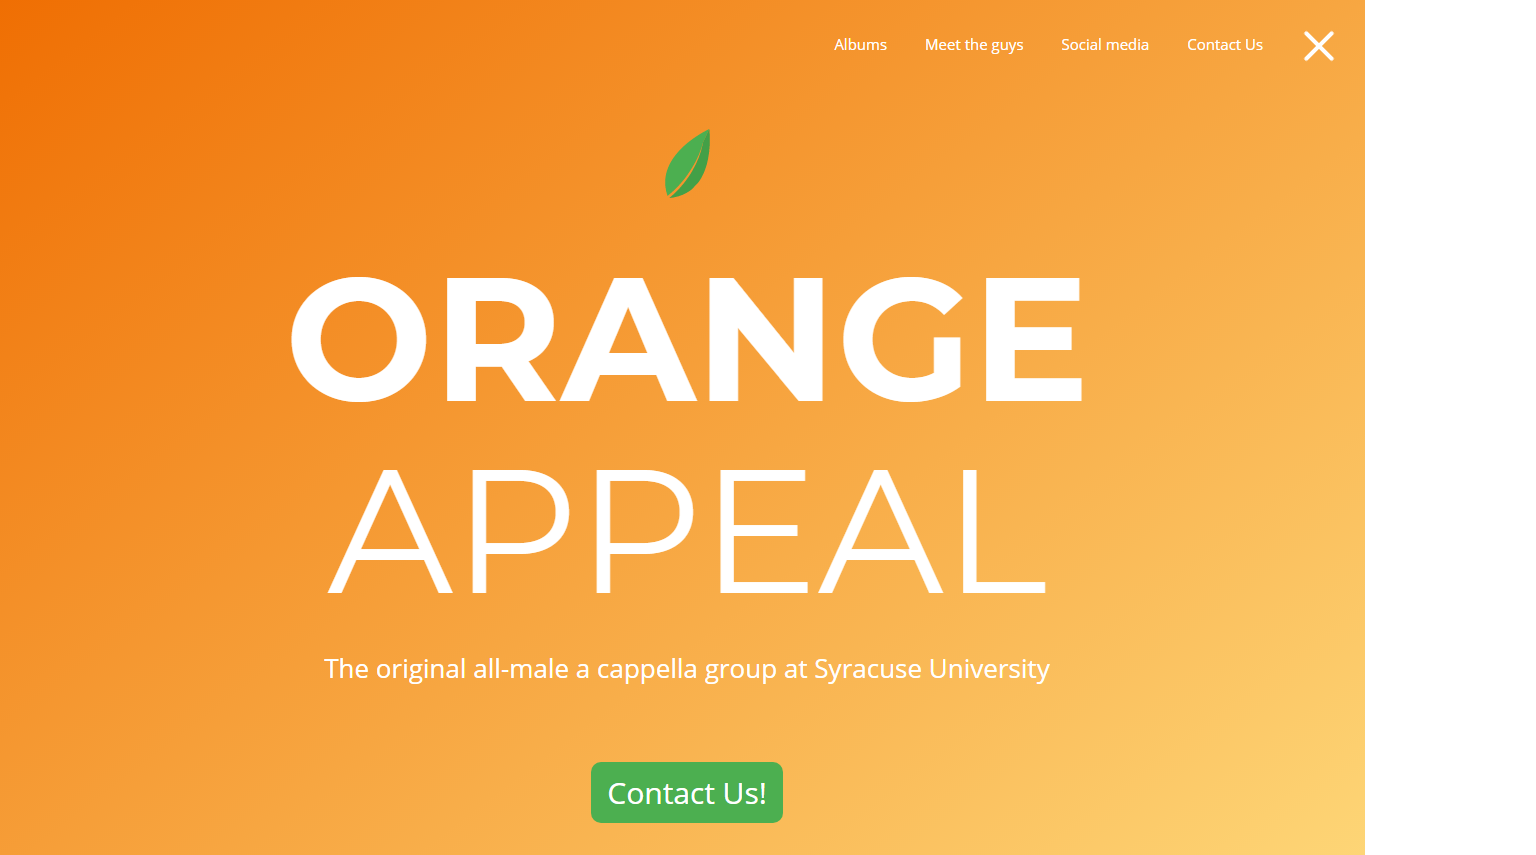 Albums Meet the guys Social media Contact Us
ORANGE
APPEAL
The original all-male a cappella group at Syracuse University
Contact Us!